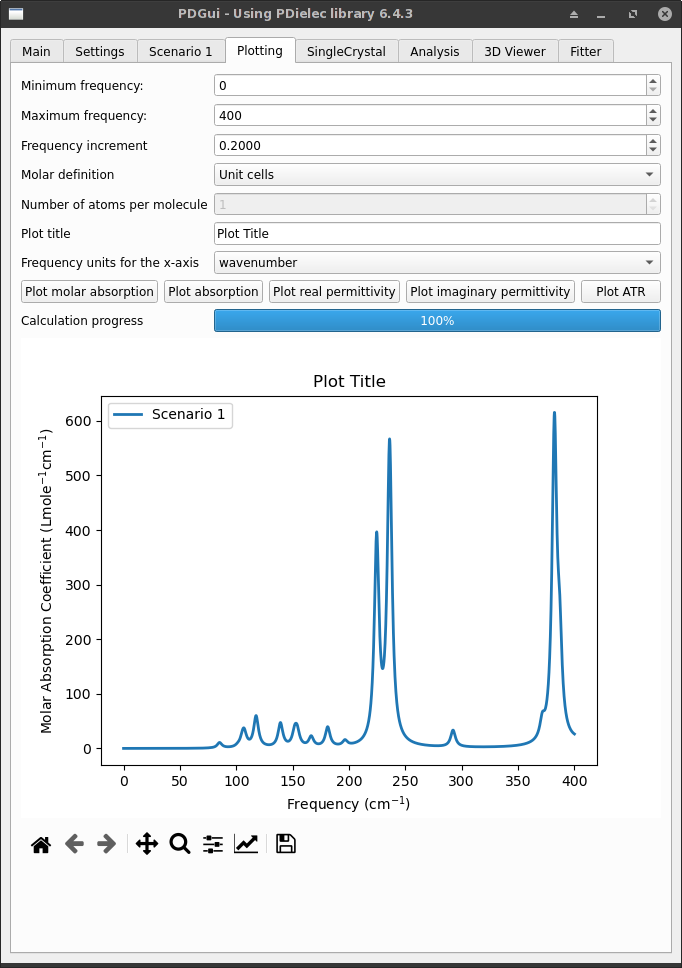 PDGui - Using PDielec library 6.4.3
Main Settings Scenario 1 Plotting SingleCrystal Analysis 3D Viewer Fitter
Minimum frequency: 0
Maximum frequency: 400
Frequency increment 0.2000
Molar definition Unit cells
Number of atoms per molecule 1
Plot title Plot Title
Frequency units for the x-axis wavenumber
Plot molar absorption Plot absorption Plot real permittivity Plot imaginary permittivity Plot ATR
Calculation progress 100%
Plot Title
Scenario 1
Molar Absorption Coefficient (Lmole⁻¹cm⁻¹)
600
500
400
300
200
100
0
0 50 100 150 200 250 300 350 400
Frequency (cm⁻¹)